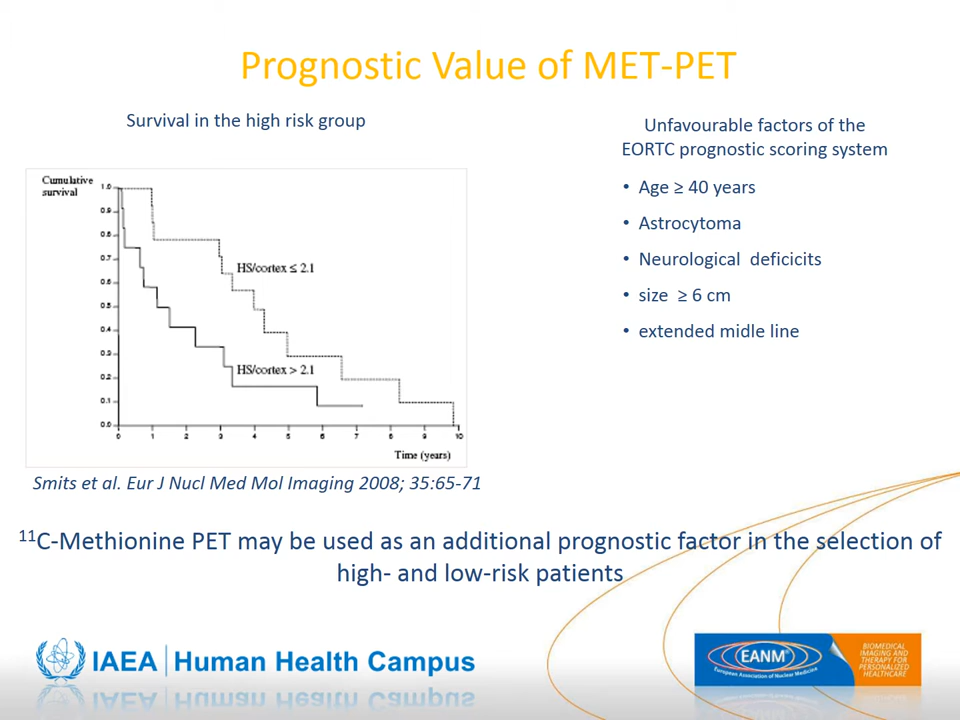 Prognostic Value of MET-PET
Survival in the high risk group
Cumulative
survival
1.0
0.9
0.8
0.7
0.6
0.5
0.4
0.3
0.2
0.1
0.0
HS/cortex ≤ 2.1
HS/cortex > 2.1
0 1 2 3 4 5 6 7 8 9 10
Time (years)
Smits et al. Eur J Nucl Med Mol Imaging 2008; 35:65-71
Unfavourable factors of the
EORTC prognostic scoring system
• Age ≥ 40 years
• Astrocytoma
• Neurological deficicits
• size ≥ 6 cm
• extended midle line
11C-Methionine PET may be used as an additional prognostic factor in the selection of
high- and low-risk patients
IAEA | Human Health Campus
EANM®
European Association of Nuclear Medicine
BIOMEDICAL
IMAGING AND
THERAPY FOR
PERSONALIZED
HEALTHCARE